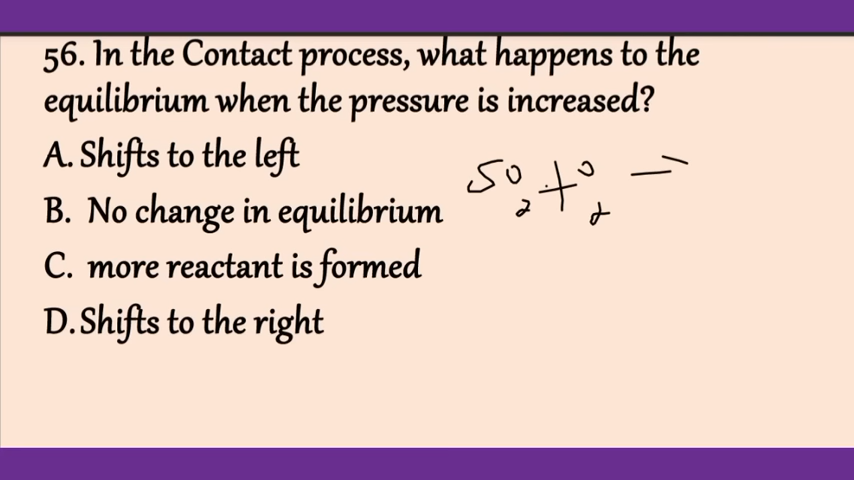 56. In the Contact process, what happens to the
equilibrium when the pressure is increased?
A. Shifts to the left
B. No change in equilibrium
C. more reactant is formed
D. Shifts to the right
SO₂ + O₂ →